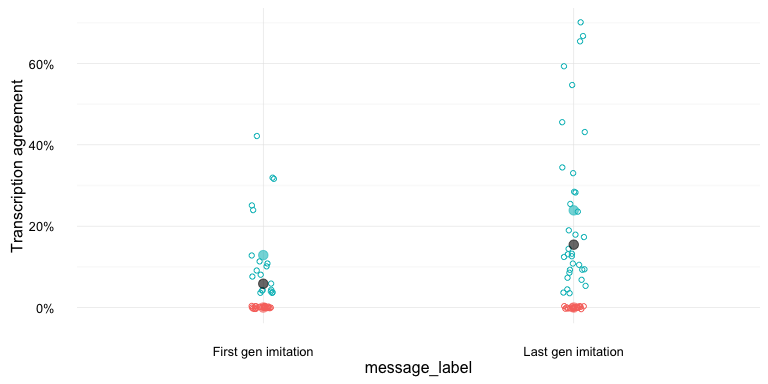 Transcription agreement
60%
40%
20%
0%
First gen imitation
Last gen imitation
message_label